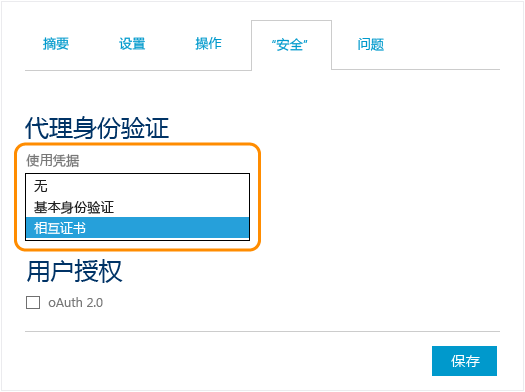 摘要 设置 操作 “安全” 问题
代理身份验证
使用凭据
无
基本身份验证
相互证书
用户授权
oAuth 2.0
保存